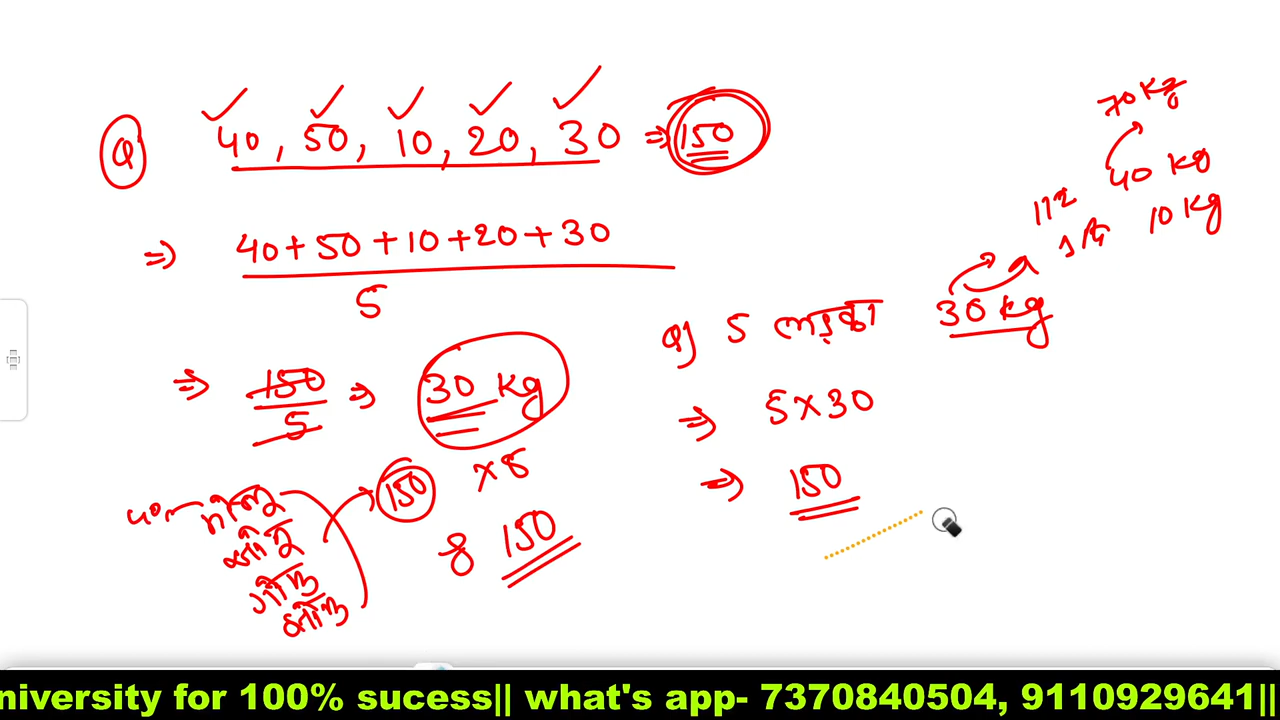 Q) 40, 50, 10, 20, 30 => 150
=> 40+50+10+20+30
5
=> 150/5 => 30 kg
×5
150
150
70 kg
40 kg
10 kg
Q) 5 लड़का 30 kg
=> 5×30
=> 150
niversity for 100% sucess|| what's app- 7370840504, 9110929641||